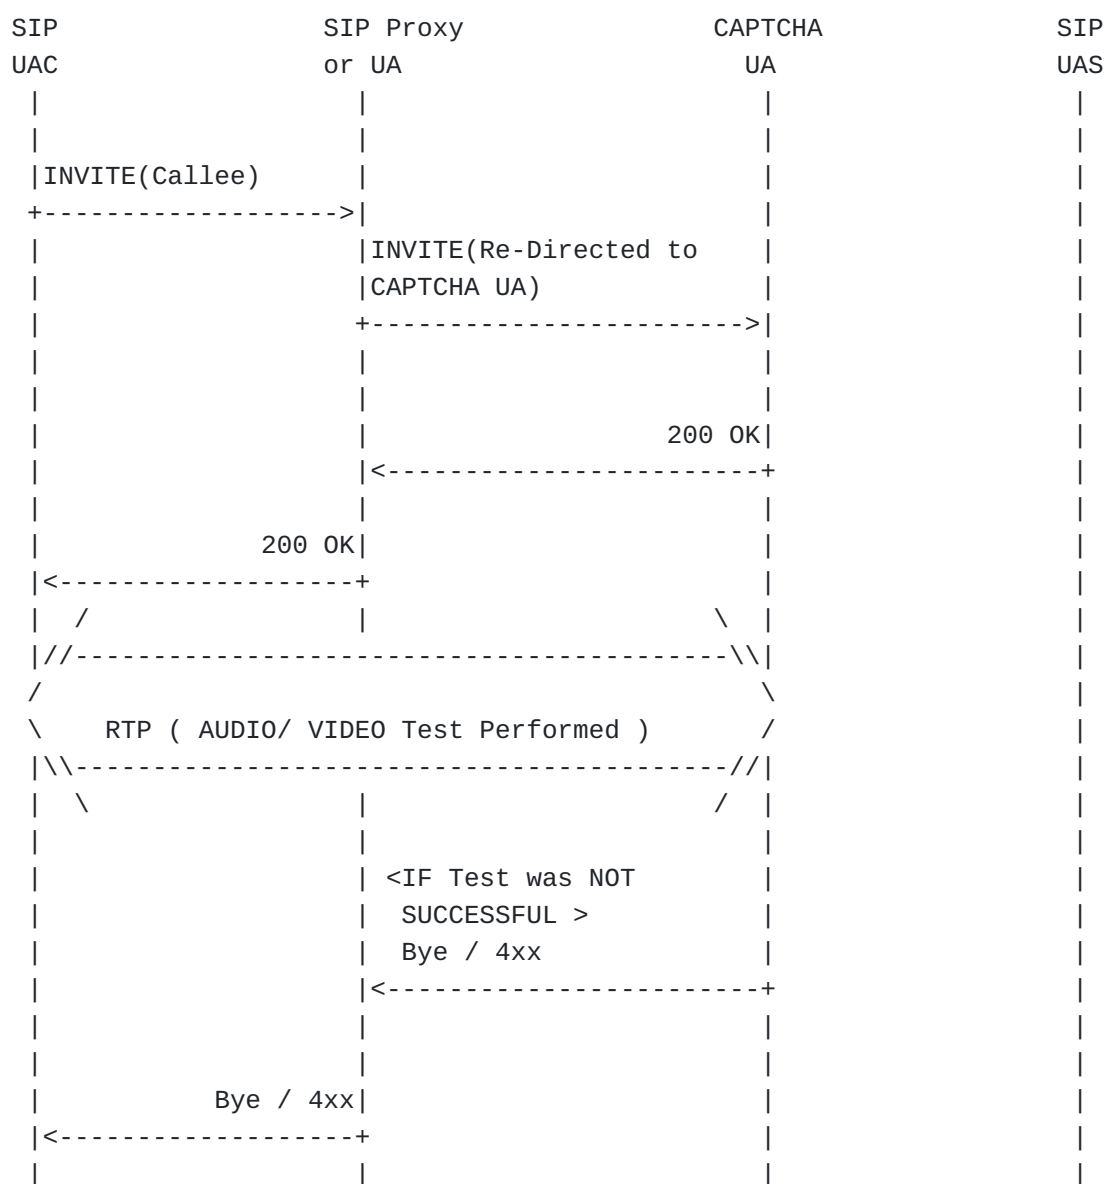 SIP SIP Proxy CAPTCHA SIP
UAC or UA UA UAS
INVITE(Callee)
INVITE(Re-Directed to
CAPTCHA UA)
200 OK
200 OK
RTP ( AUDIO/ VIDEO Test Performed )
<IF Test was NOT
SUCCESSFUL >
Bye / 4xx
Bye / 4xx